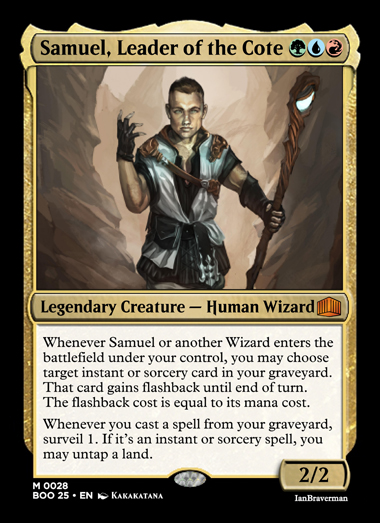 Samuel, Leader of the Cote
Legendary Creature — Human Wizard
Whenever Samuel or another Wizard enters the
battlefield under your control, you may choose
target instant or sorcery card in your graveyard.
That card gains flashback until end of turn.
The flashback cost is equal to its mana cost.
Whenever you cast a spell from your graveyard,
surveil 1. If it's an instant or sorcery spell, you
may untap a land.
2/2
M 0028
BOO 25 • EN Kakakatana
IanBraverman